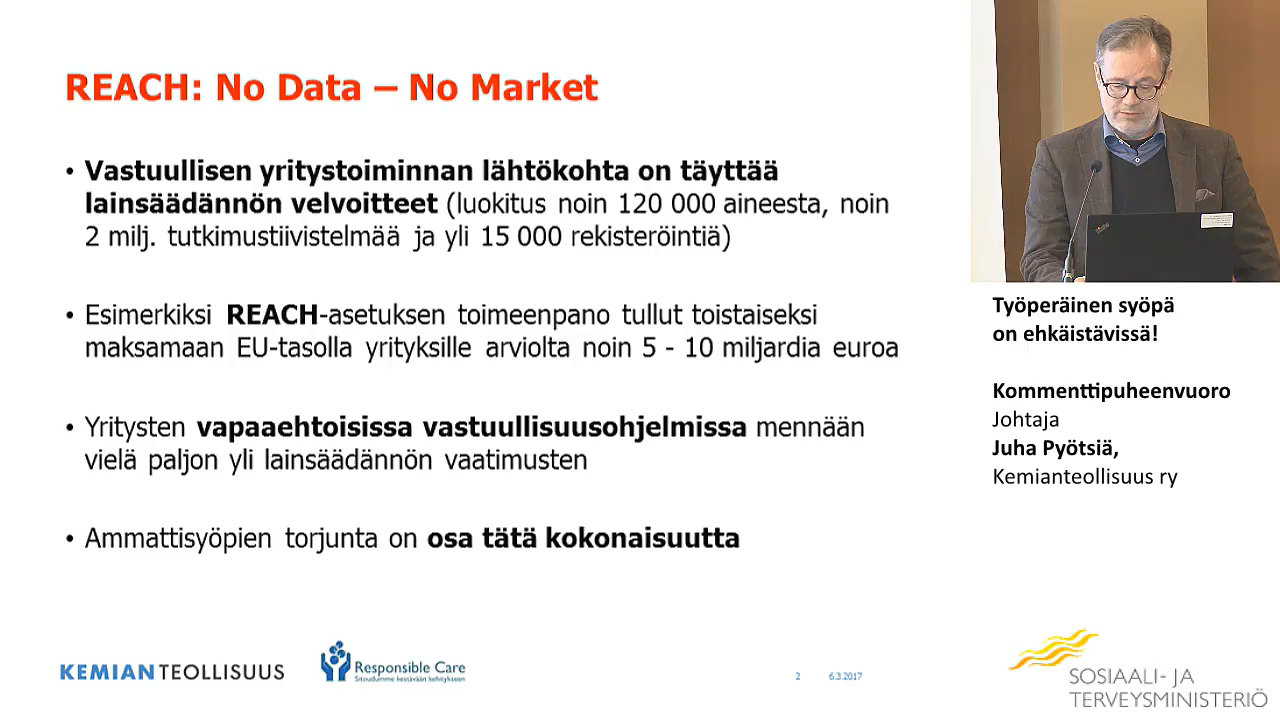 REACH: No Data – No Market
• Vastuullisen yritystoiminnan lähtökohta on täyttää
lainsäädännön velvoitteet (luokitus noin 120 000 aineesta, noin
2 milj. tutkimustiivistelmää ja yli 15 000 rekisteröintiä)
• Esimerkiksi REACH-asetuksen toimeenpano tullut toistaiseksi
maksamaan EU-tasolla yrityksille arviolta noin 5 - 10 miljardia euroa
• Yritysten vapaaehtoisissa vastuullisuusohjelmissa mennään
vielä paljon yli lainsäädännön vaatimusten
• Ammattisyöpien torjunta on osa tätä kokonaisuutta
KEMIANTEOLLISUUS
Responsible Care
Sitoudumme kestävään kehitykseen
2
6.3.2017
Työperäinen syöpä
on ehkäistävissä!
Kommenttipuheenvuoro
Johtaja
Juha Pyötsiä,
Kemianteollisuus ry
SOSIAALI- JA
TERVEYSMINISTERIÖ